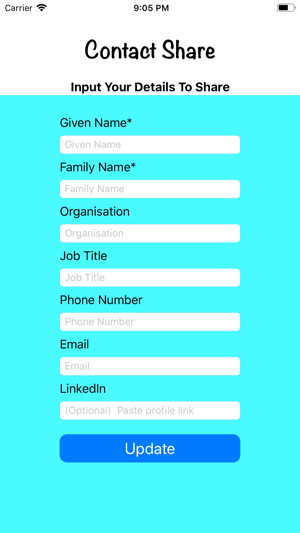 Carrier 9:05 PM
Contact Share
Input Your Details To Share
Given Name*
Given Name
Family Name*
Family Name
Organisation
Organisation
Job Title
Job Title
Phone Number
Phone Number
Email
Email
LinkedIn
(Optional) Paste profile link
Update